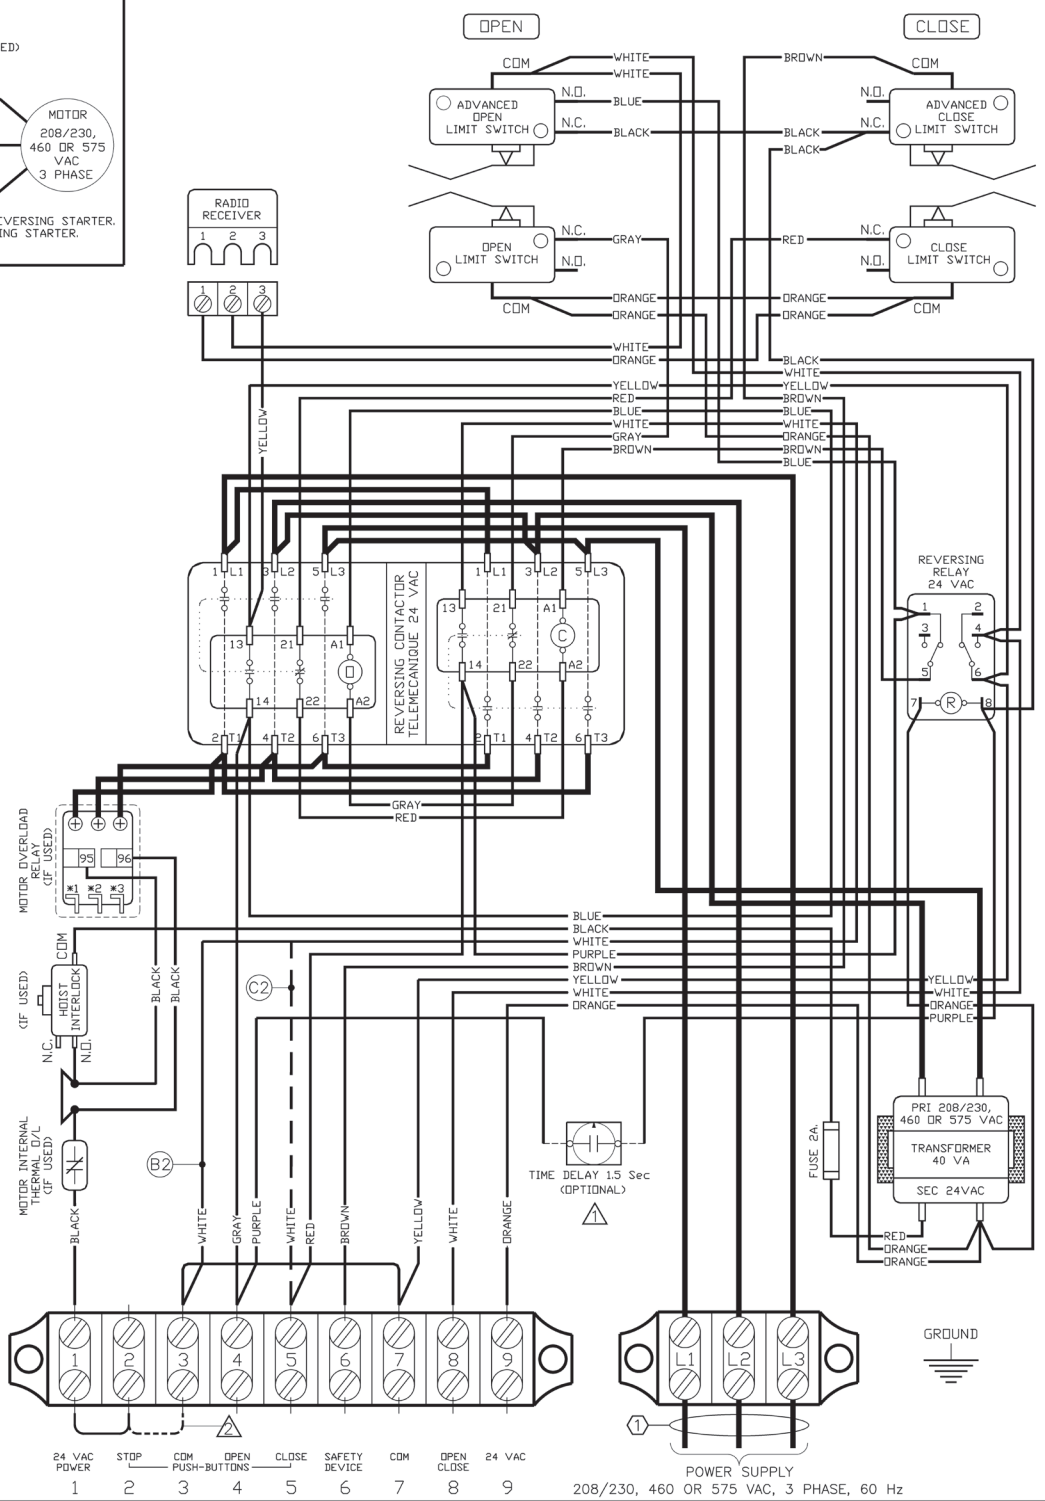 OPEN
CLOSE
ED)
MOTOR
208/230,
460 OR 575
VAC
3 PHASE
EVERSING STARTER.
ING STARTER.
COM
WHITE
WHITE
BROWN
COM
ADVANCED
OPEN
LIMIT SWITCH
N.O.
BLUE
N.C.
BLACK
BLACK
BLACK
N.O.
N.C.
ADVANCED
CLOSE
LIMIT SWITCH
RADIO
RECEIVER
1 2 3
1 2 3
OPEN
LIMIT SWITCH
N.C.
GRAY
N.O.
RED
N.C.
N.O.
CLOSE
LIMIT SWITCH
COM
ORANGE
ORANGE
ORANGE
ORANGE
COM
WHITE
ORANGE
BLACK
WHITE
YELLOW
YELLOW
RED
BROWN
BLUE
BLUE
WHITE
WHITE
GRAY
ORANGE
BROWN
BROWN
BLUE
YELLOW
1 L1 3 L2 5 L3
1 L1 3 L2 5 L3
REVERSING CONTACTOR
TELEMECANIQUE 24 VAC
13 21 A1
O
14 22 A2
13 21 A1
C
14 22 A2
2 T1 4 T2 6 T3
2 T1 4 T2 6 T3
REVERSING
RELAY
24 VAC
1 2
3 4
5 6
7 R 8
GRAY
RED
MOTOR OVERLOAD
RELAY
(IF USED)
95 96
*1 *2 *3
BLUE
BLACK
WHITE
PURPLE
BROWN
YELLOW
WHITE
ORANGE
YELLOW
WHITE
ORANGE
PURPLE
COM
(IF USED)
HOIST
INTERLOCK
N.C.
N.O.
BLACK
BLACK
C2
B2
MOTOR INTERNAL
THERMAL O/L
(IF USED)
TIME DELAY 1.5 Sec
(OPTIONAL)
1
FUSE 2A.
PRI 208/230,
460 OR 575 VAC
TRANSFORMER
40 VA
SEC 24VAC
RED
ORANGE
ORANGE
BLACK
WHITE
GRAY
PURPLE
WHITE
RED
BROWN
YELLOW
WHITE
ORANGE
1 2 3 4 5 6 7 8 9
L1 L2 L3
GROUND
2
1
24 VAC
POWER
STOP
COM
OPEN
CLOSE
PUSH-BUTTONS
SAFETY
DEVICE
COM
OPEN
CLOSE
24 VAC
1 2 3 4 5 6 7 8 9
POWER SUPPLY
208/230, 460 OR 575 VAC, 3 PHASE, 60 Hz